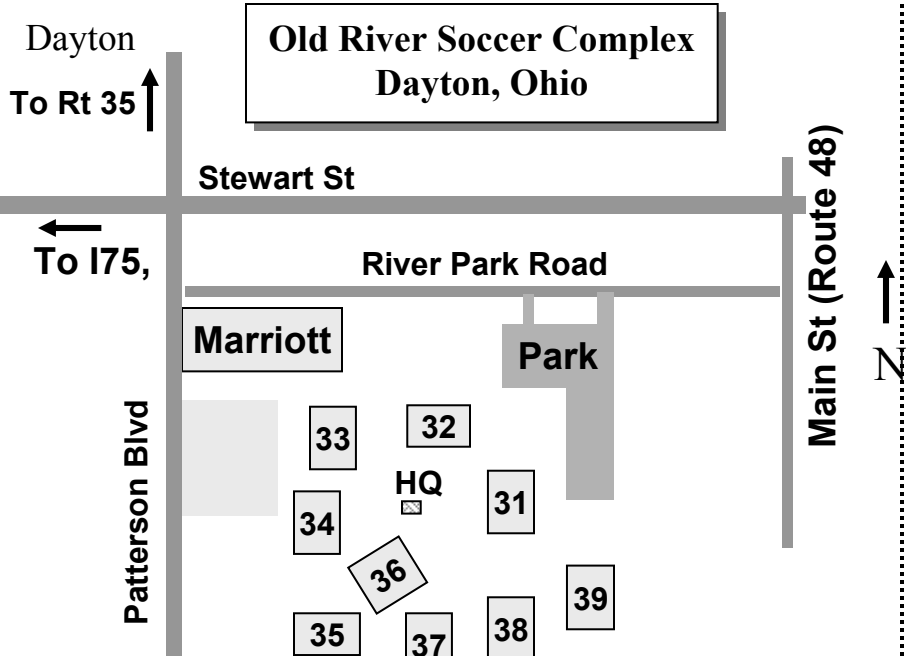 Dayton
Old River Soccer Complex
Dayton, Ohio
To Rt 35
Stewart St
To I75,
River Park Road
Main St (Route 48)
N
Marriott
Park
Patterson Blvd
33
32
HQ
31
34
36
39
35
37
38